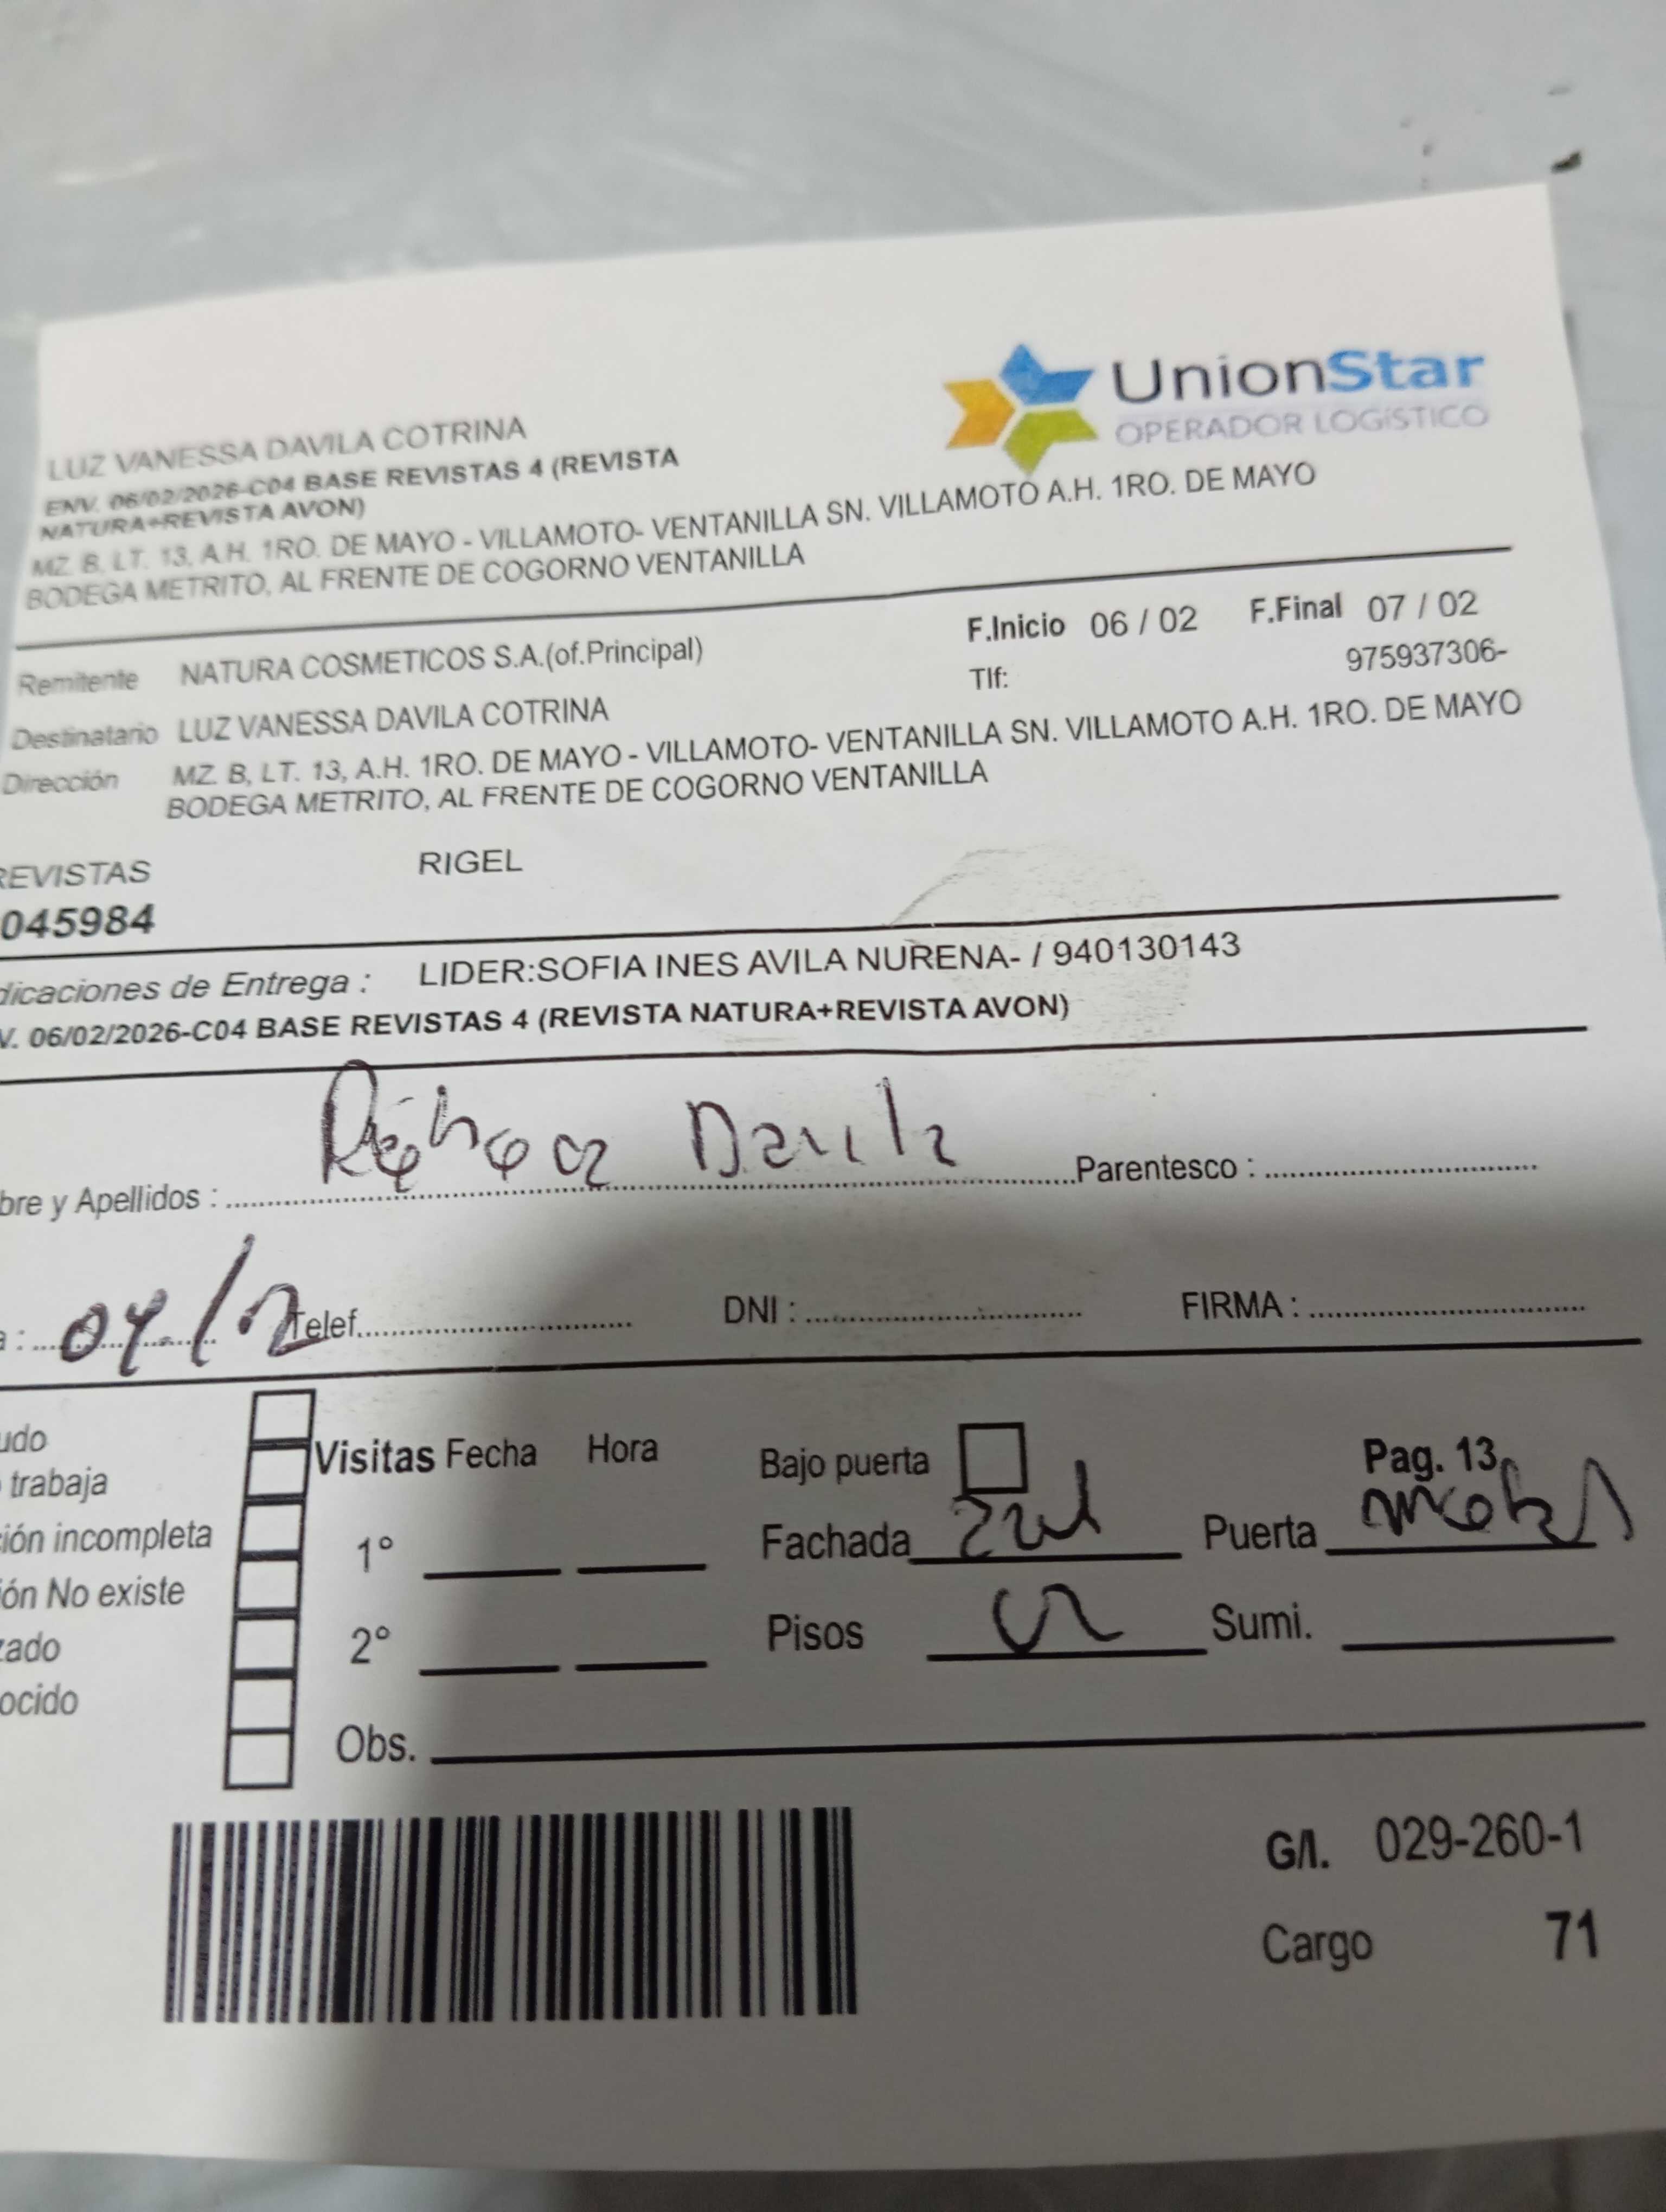 UnionStar
OPERADOR LOGÍSTICO
LUZ VANESSA DAVILA COTRINA
ENV. 06/02/2026-C04 BASE REVISTAS 4 (REVISTA
NATURA+REVISTA AVON)
MZ. B, LT. 13, A.H. 1RO. DE MAYO - VILLAMOTO- VENTANILLA SN. VILLAMOTO A.H. 1RO. DE MAYO
BODEGA METRITO, AL FRENTE DE COGORNO VENTANILLA
Remitente NATURA COSMETICOS S.A.(of.Principal) F.Inicio 06 / 02 F.Final 07 / 02
Tlf: 975937306-
Destinatario LUZ VANESSA DAVILA COTRINA
Dirección MZ. B, LT. 13, A.H. 1RO. DE MAYO - VILLAMOTO- VENTANILLA SN. VILLAMOTO A.H. 1RO. DE MAYO
BODEGA METRITO, AL FRENTE DE COGORNO VENTANILLA
REVISTAS RIGEL
045984
dicaciones de Entrega : LIDER:SOFIA INES AVILA NURENA- / 940130143
V. 06/02/2026-C04 BASE REVISTAS 4 (REVISTA NATURA+REVISTA AVON)
bre y Apellidos : Davila Parentesco :
a : Telef. DNI : FIRMA :
udo
trabaja
ión incompleta
ón No existe
zado
ocido
Visitas Fecha Hora
1°
2°
Obs.
Bajo puerta Pag. 13
Fachada Puerta
Pisos Sumi.
G/I. 029-260-1
Cargo 71